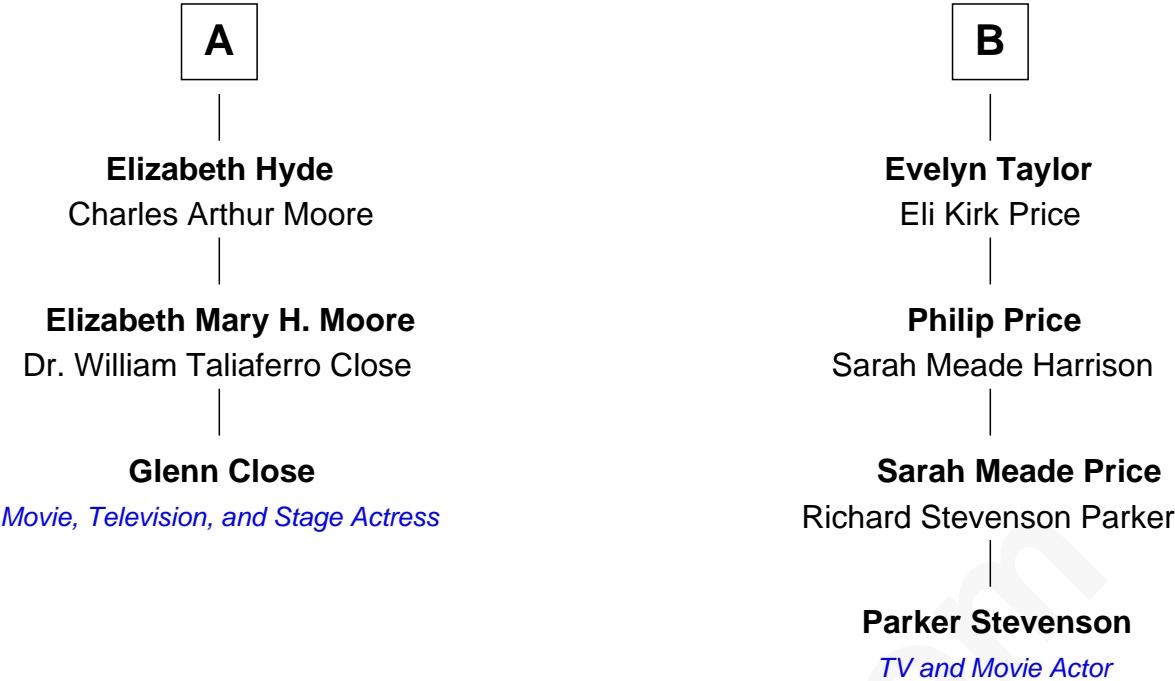 A
Elizabeth Hyde
Charles Arthur Moore
Elizabeth Mary H. Moore
Dr. William Taliaferro Close
Glenn Close
Movie, Television, and Stage Actress
B
Evelyn Taylor
Eli Kirk Price
Philip Price
Sarah Meade Harrison
Sarah Meade Price
Richard Stevenson Parker
Parker Stevenson
TV and Movie Actor